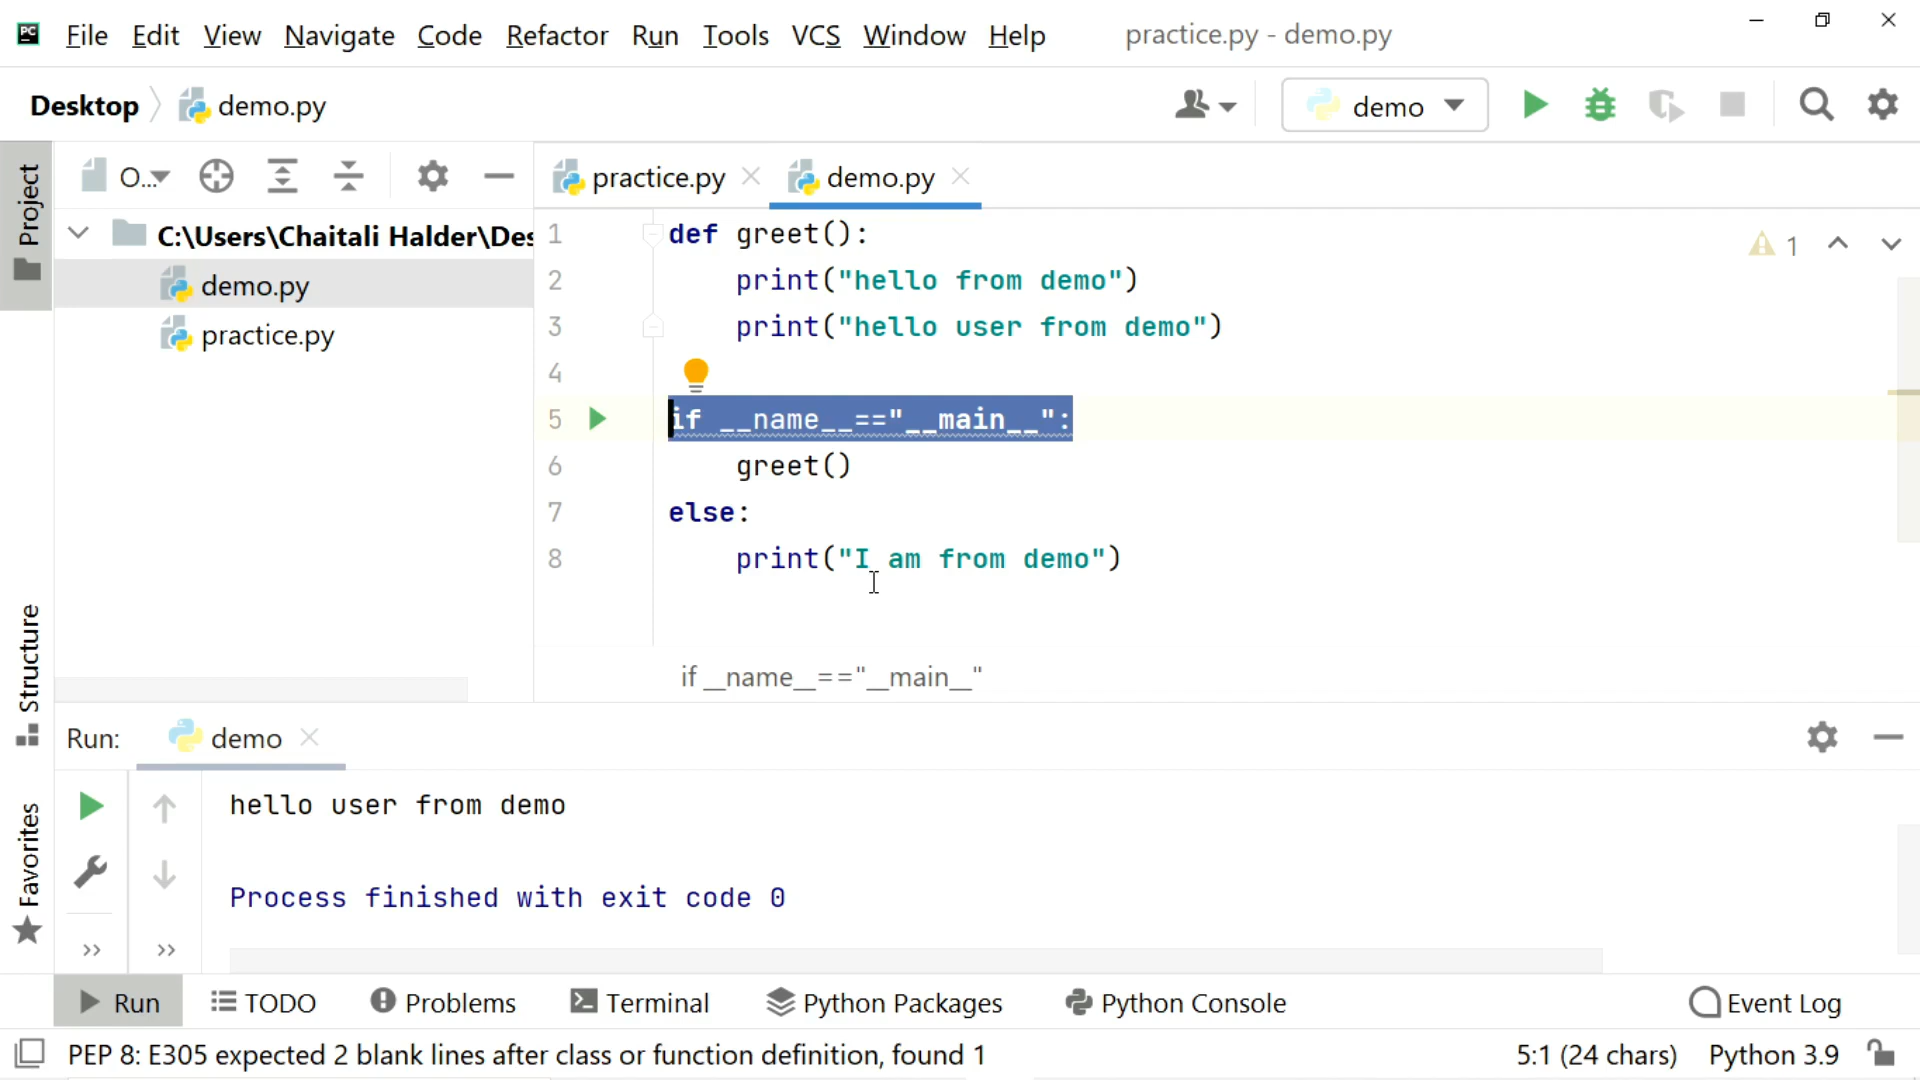 PC File Edit View Navigate Code Refactor Run Tools VCS Window Help practice.py - demo.py
Desktop demo.py demo
Project O... practice.py demo.py
C:\Users\Chaitali Halder\Des
demo.py
practice.py
1 def greet():
2 print("hello from demo")
3 print("hello user from demo")
4
5 if __name__=="__main__":
6 greet()
7 else:
8 print("I am from demo")
1
if __name__=="__main__"
Structure
Favorites
Run: demo
hello user from demo
Process finished with exit code 0
Run TODO Problems Terminal Python Packages Python Console Event Log
PEP 8: E305 expected 2 blank lines after class or function definition, found 1 5:1 (24 chars) Python 3.9